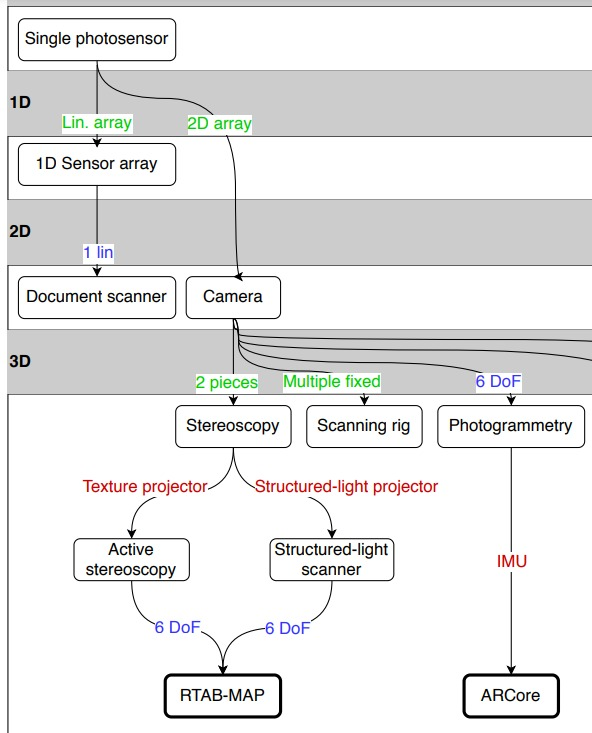 Single photosensor
1D
Lin. array
2D array
1D Sensor array
2D
1 lin
Document scanner
Camera
3D
2 pieces
Multiple fixed
6 DoF
Stereoscopy
Scanning rig
Photogrammetry
Texture projector
Structured-light projector
Active
stereoscopy
Structured-light
scanner
IMU
6 DoF
6 DoF
RTAB-MAP
ARCore